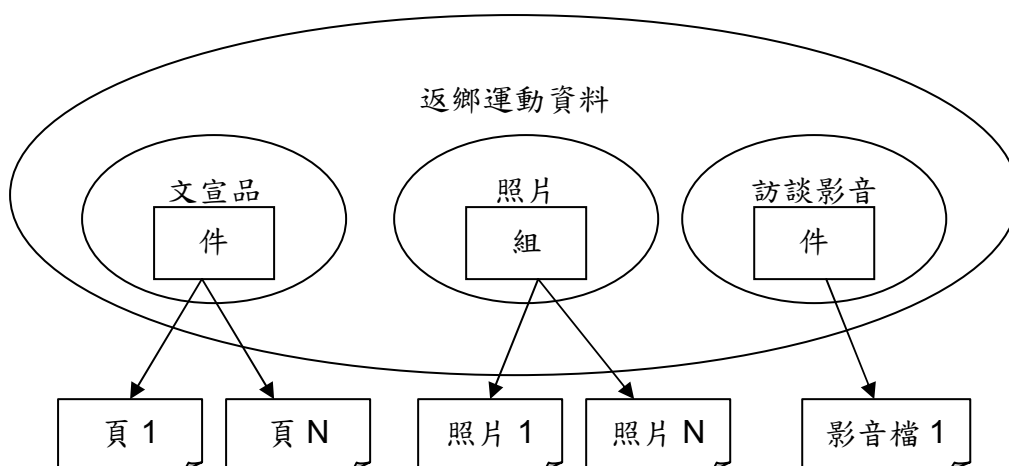 返鄉運動資料
文宣品
件
照片
組
訪談影音
件
頁 1
頁 N
照片 1
照片 N
影音檔 1